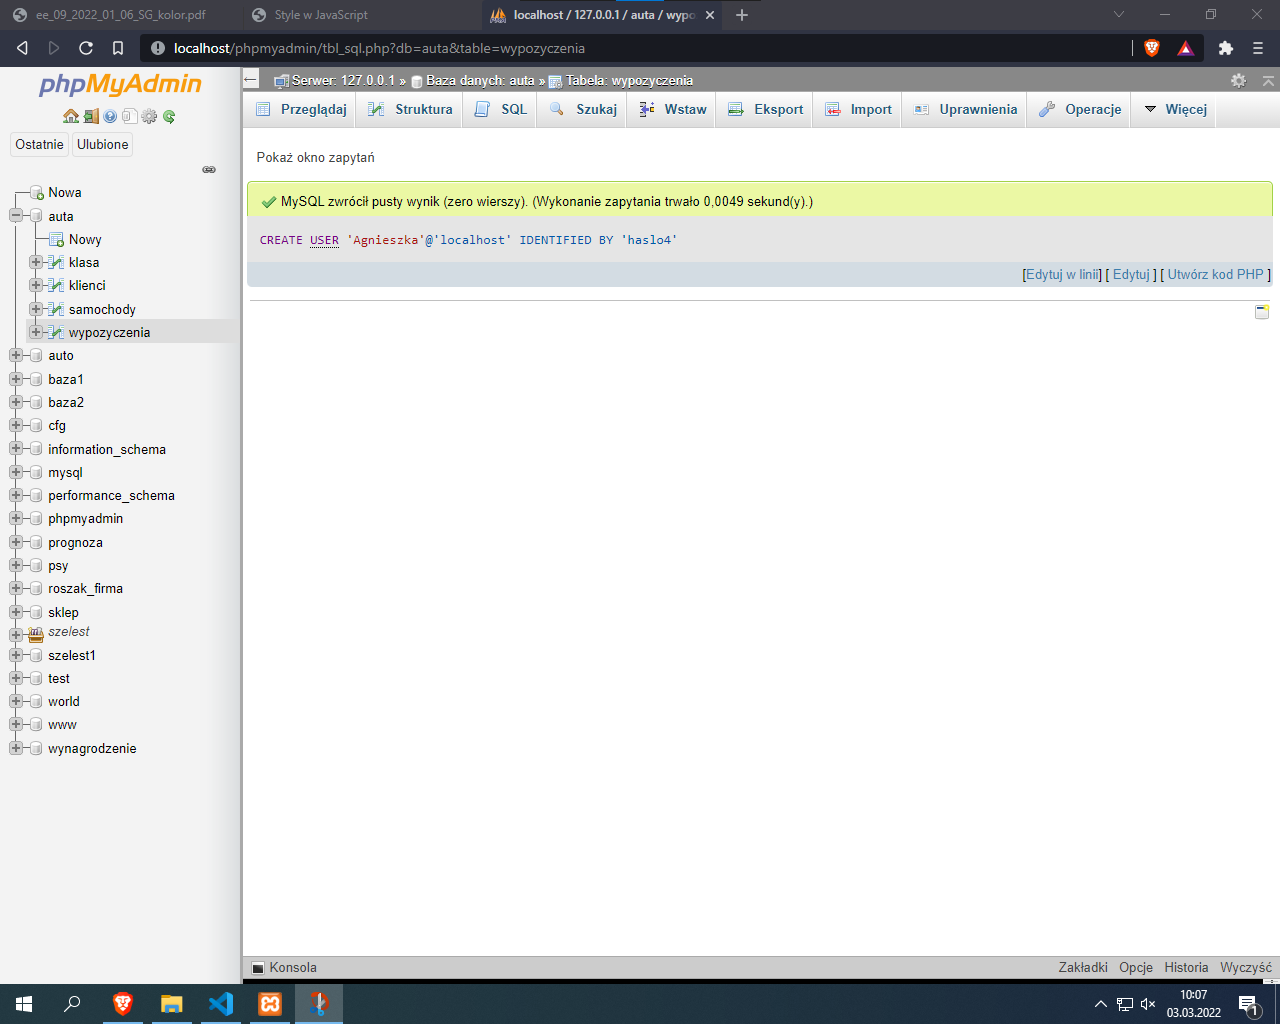 ee_09_2022_01_06_SG_kolor.pdf
Style w JavaScript
localhost / 127.0.0.1 / auta / wypo
localhost/phpmyadmin/tbl_sql.php?db=auta&table=wypozyczenia
phpMyAdmin
Ostatnie
Ulubione
Nowa
auta
Nowy
klasa
klienci
samochody
wypozyczenia
auto
baza1
baza2
cfg
information_schema
mysql
performance_schema
phpmyadmin
prognoza
psy
roszak_firma
sklep
szelest
szelest1
test
world
www
wynagrodzenie
Serwer: 127.0.0.1 » Baza danych: auta » Tabela: wypozyczenia
Przeglądaj
Struktura
SQL
Szukaj
Wstaw
Eksport
Import
Uprawnienia
Operacje
Więcej
Pokaż okno zapytań
MySQL zwrócił pusty wynik (zero wierszy). (Wykonanie zapytania trwało 0,0049 sekund(y).)
CREATE USER 'Agnieszka'@'localhost' IDENTIFIED BY 'haslo4'
[Edytuj w linii] [ Edytuj ] [ Utwórz kod PHP ]
Konsola
Zakładki
Opcje
Historia
Wyczyść
10:07
03.03.2022
1